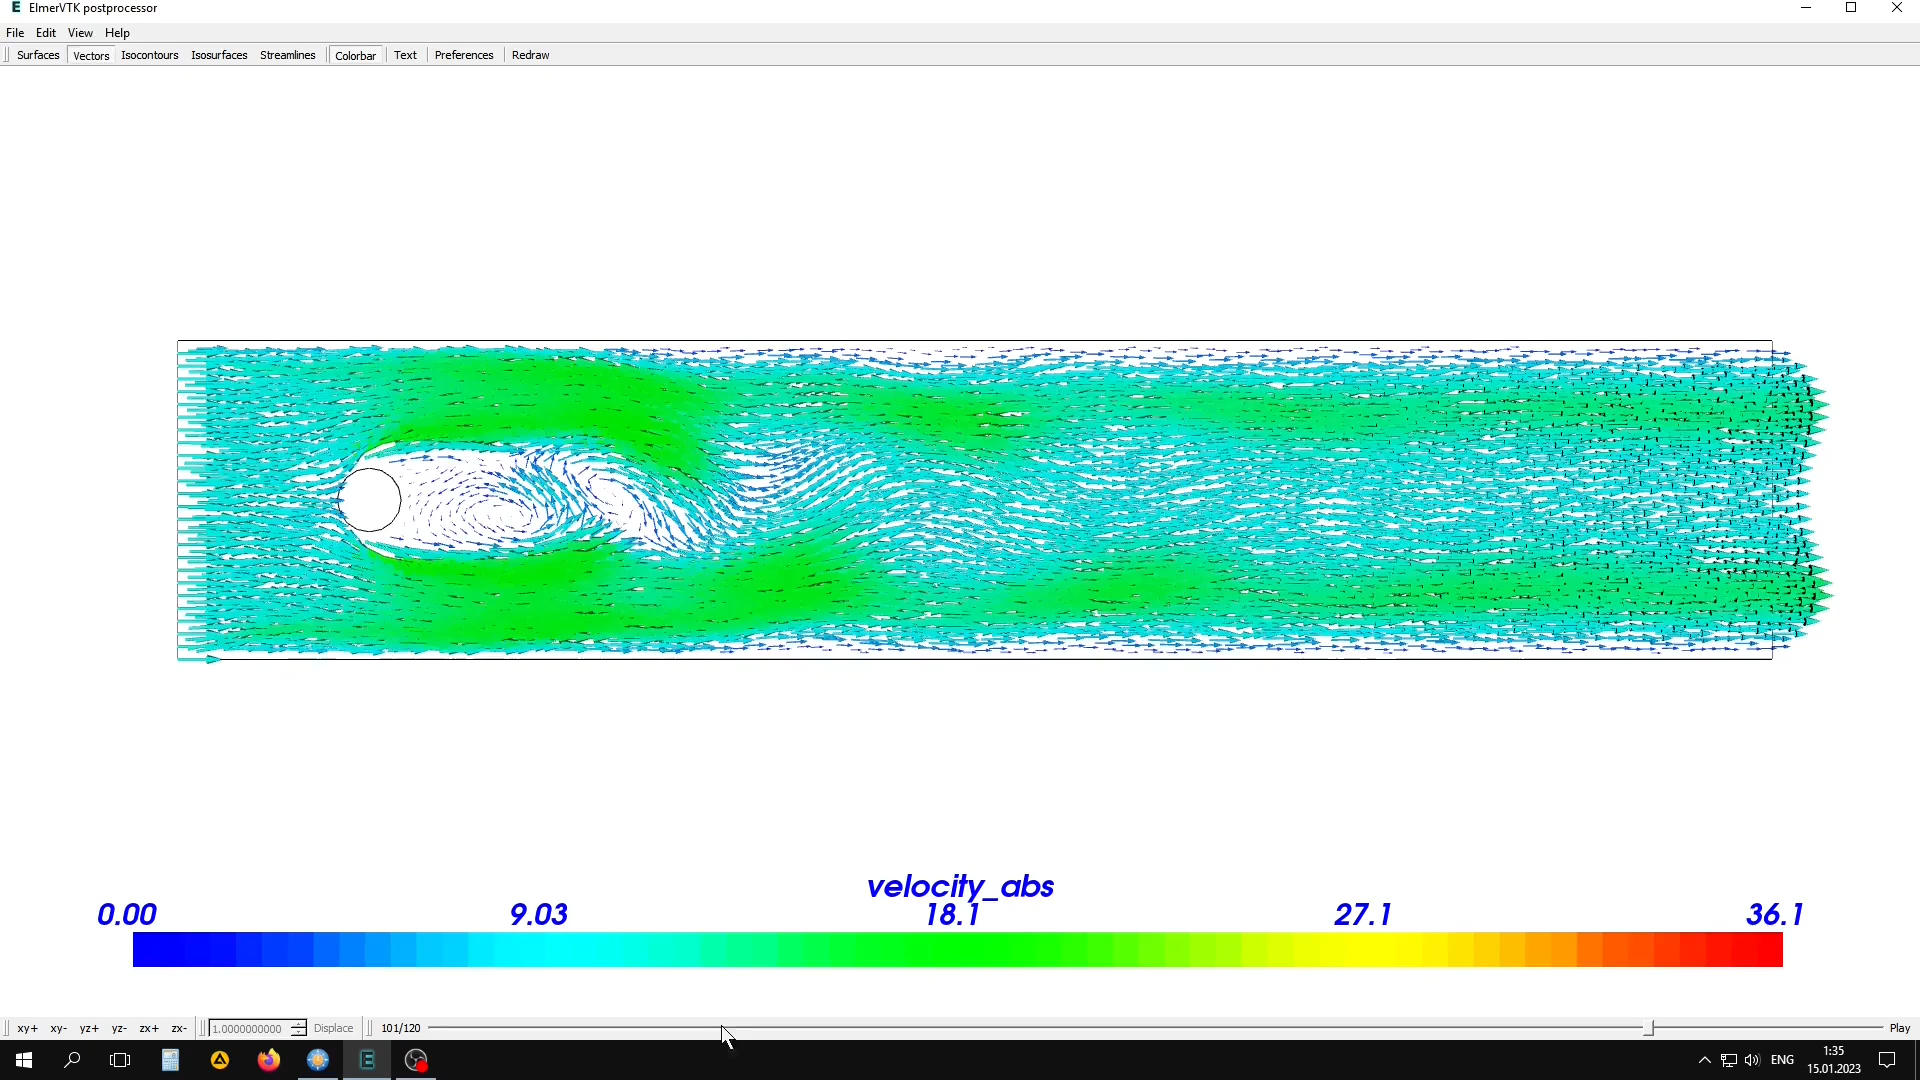 E ElmerVTK postprocessor
File Edit View Help
Surfaces Vectors Isocontours Isosurfaces Streamlines Colorbar Text Preferences Redraw
velocity_abs
0.00 9.03 18.1 27.1 36.1
xy+ xy- yz+ yz- zx+ zx- 1.0000000000 Displace 101/120 Play
E ENG 1:35
15.01.2023